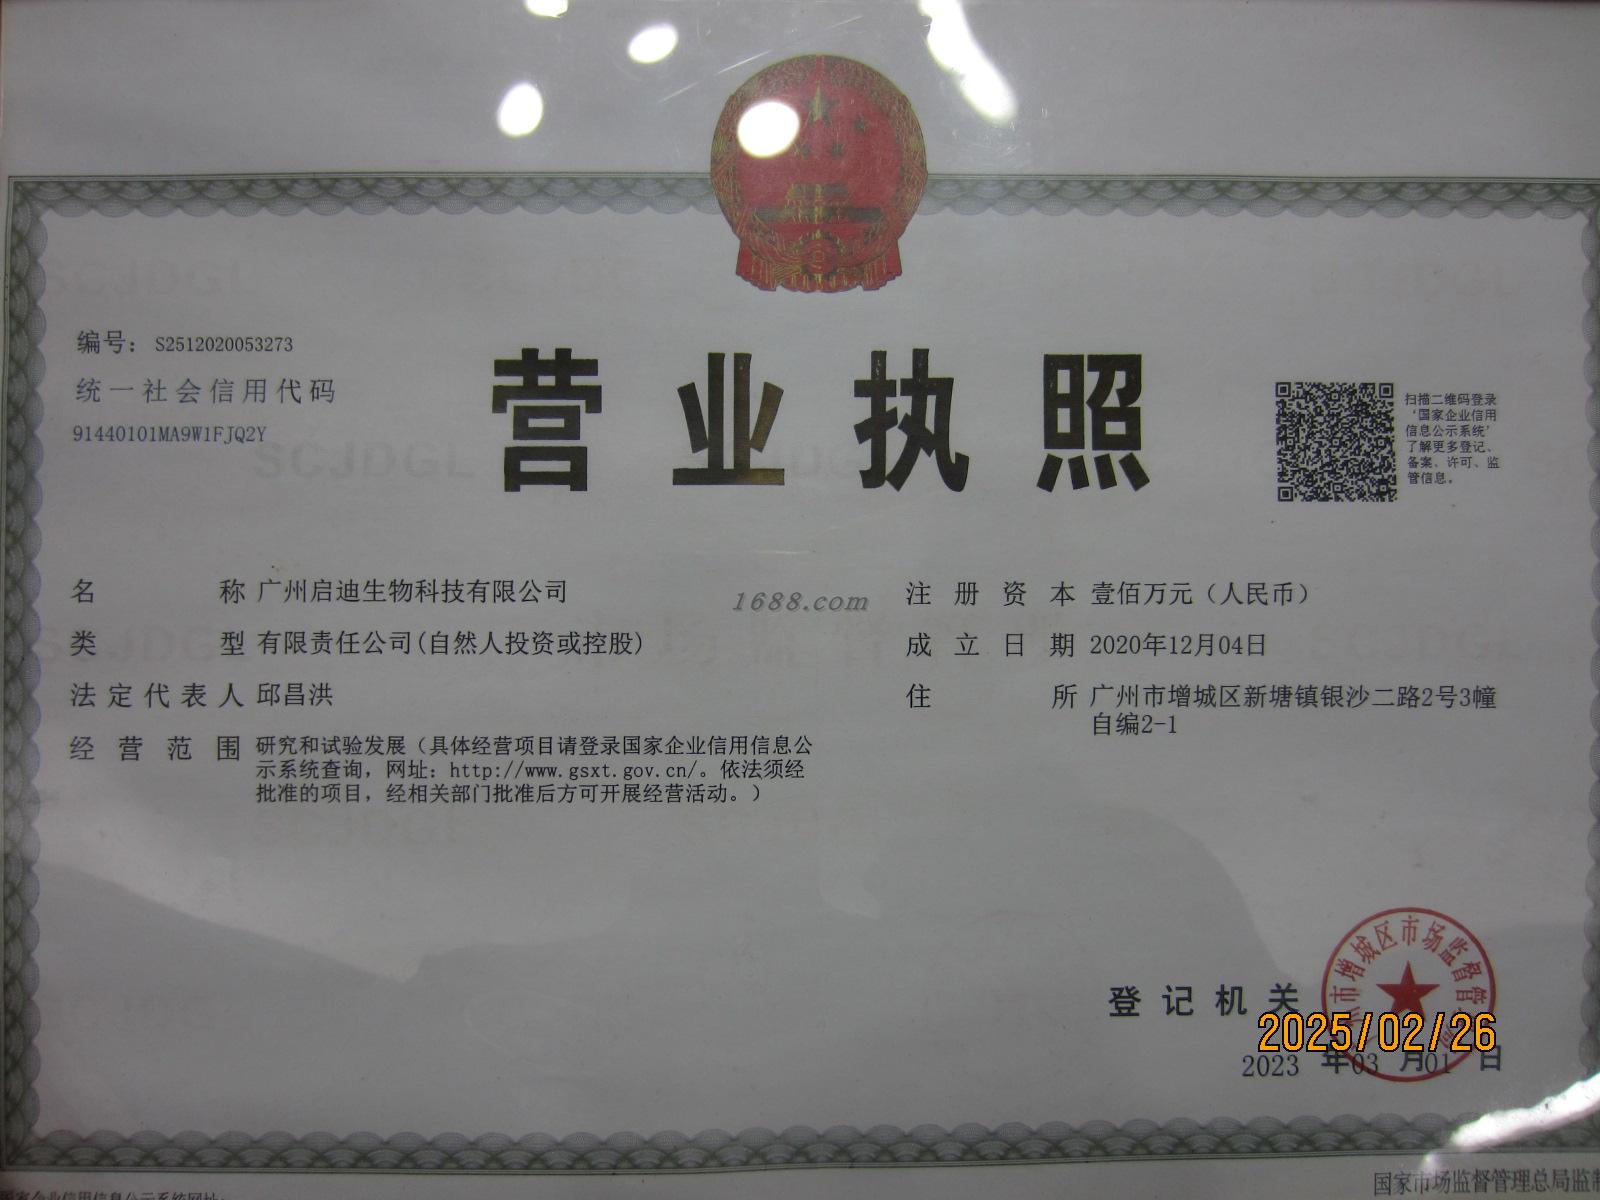 编号： S2512020053273
统一社会信用代码
91440101MA9W1FJQ2Y
营业执照
扫描二维码登录
‘国家企业信用
信息公示系统’
了解更多登记、
备案、许可、监
管信息。
名称 广州启迪生物科技有限公司
类型 有限责任公司(自然人投资或控股)
法定代表人 邱昌洪
经营范围 研究和试验发展（具体经营项目请登录国家企业信用信息公
示系统查询，网址：http://www.gsxt.gov.cn/。依法须经
批准的项目，经相关部门批准后方可开展经营活动。）
1688.com
注册资本 壹佰万元（人民币）
成立日期 2020年12月04日
住所 广州市增城区新塘镇银沙二路2号3幢
自编2-1
登记机关
州市增城区市场监督管
2025/02/26
2023 年03 月01 日
国家市场监督管理总局监制